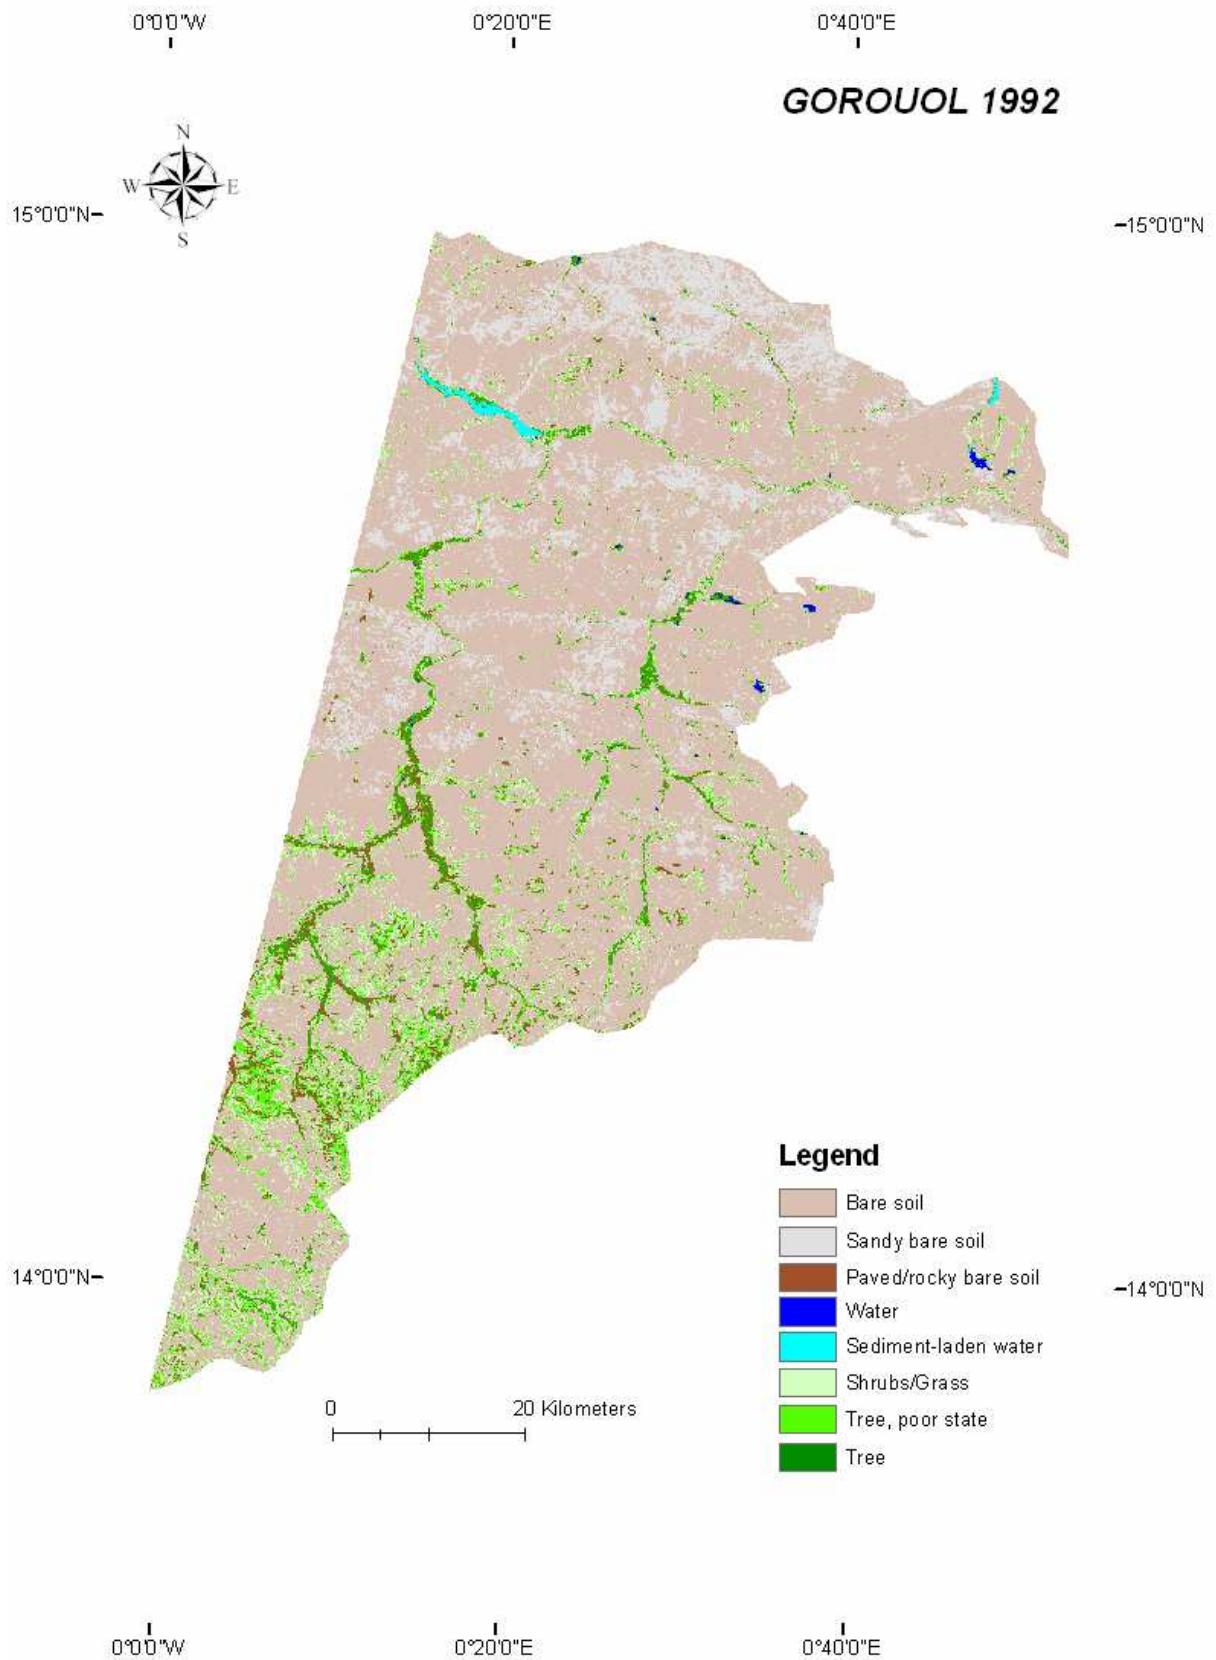 0°0'0"W 0°20'0"E 0°40'0"E
GOROUOL 1992
N
W E
S
15°0'0"N 15°0'0"N
Legend
Bare soil
Sandy bare soil
Paved/rocky bare soil
Water
Sediment-laden water
Shrubs/Grass
Tree, poor state
Tree
14°0'0"N 14°0'0"N
0 20 Kilometers
0°0'0"W 0°20'0"E 0°40'0"E